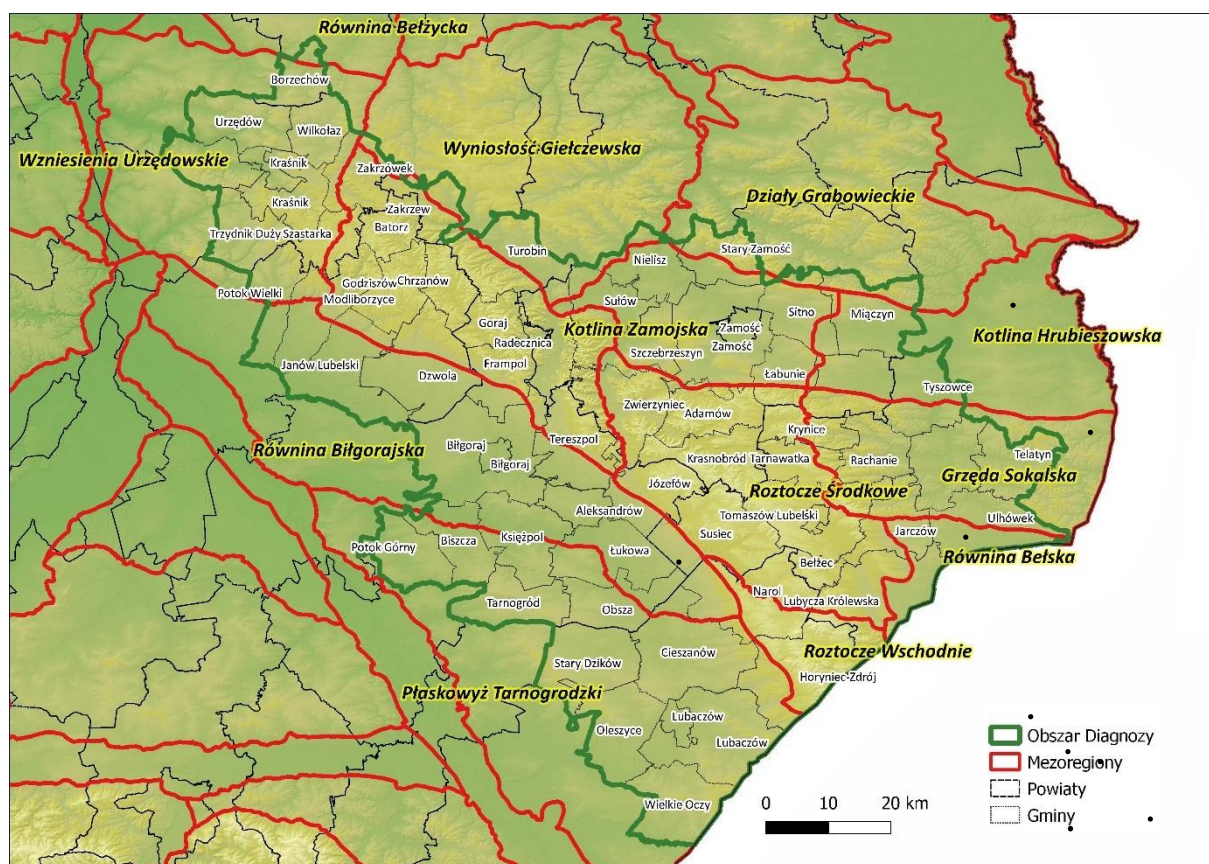 Równina Bełżycka
Borzechów
Urzędów
Wilkołaz
Wzniesienia Urzędowskie
Kraśnik
Wyniosłość Giełczewska
Zakrzówek
Kraśnik
Zakrzew
Działy Grabowieckie
Batorz
Trzydnik Duży
Szastarka
Turobin
Stary Zamość
Nielisz
Godziszów
Chrzanów
Potok Wielki
Modliborzyce
Sułów
Sitno
Miączyn
Goraj
Kotlina Zamojska
Zamość
Kotlina Hrubieszowska
Radecznica
Zamość
Szczebrzeszyn
Janów Lubelski
Frampol
Dzwola
Łabunie
Tyszowce
Zwierzyniec
Adamów
Krynice
Biłgoraj
Tereszpol
Równina Biłgorajska
Biłgoraj
Krasnobród
Tarnawatka
Rachanie
Telatyn
Grzęda Sokalska
Józefów
Roztocze Środkowe
Aleksandrów
Tomaszów Lubelski
Ulhówek
Susiec
Jarczów
Księżpol
Potok Górny
Biszcza
Łukowa
Równina Bełska
Bełżec
Narol
Lubycza Królewska
Tarnogród
Obsza
Roztocze Wschodnie
Cieszanów
Stary Dzików
Horyniec-Zdrój
Płaskowyż Tarnogrodzki
Lubaczów
Oleszyce
Lubaczów
Wielkie Oczy
Obszar Diagnozy
Mezoregiony
Powiaty
Gminy
0 10 20 km